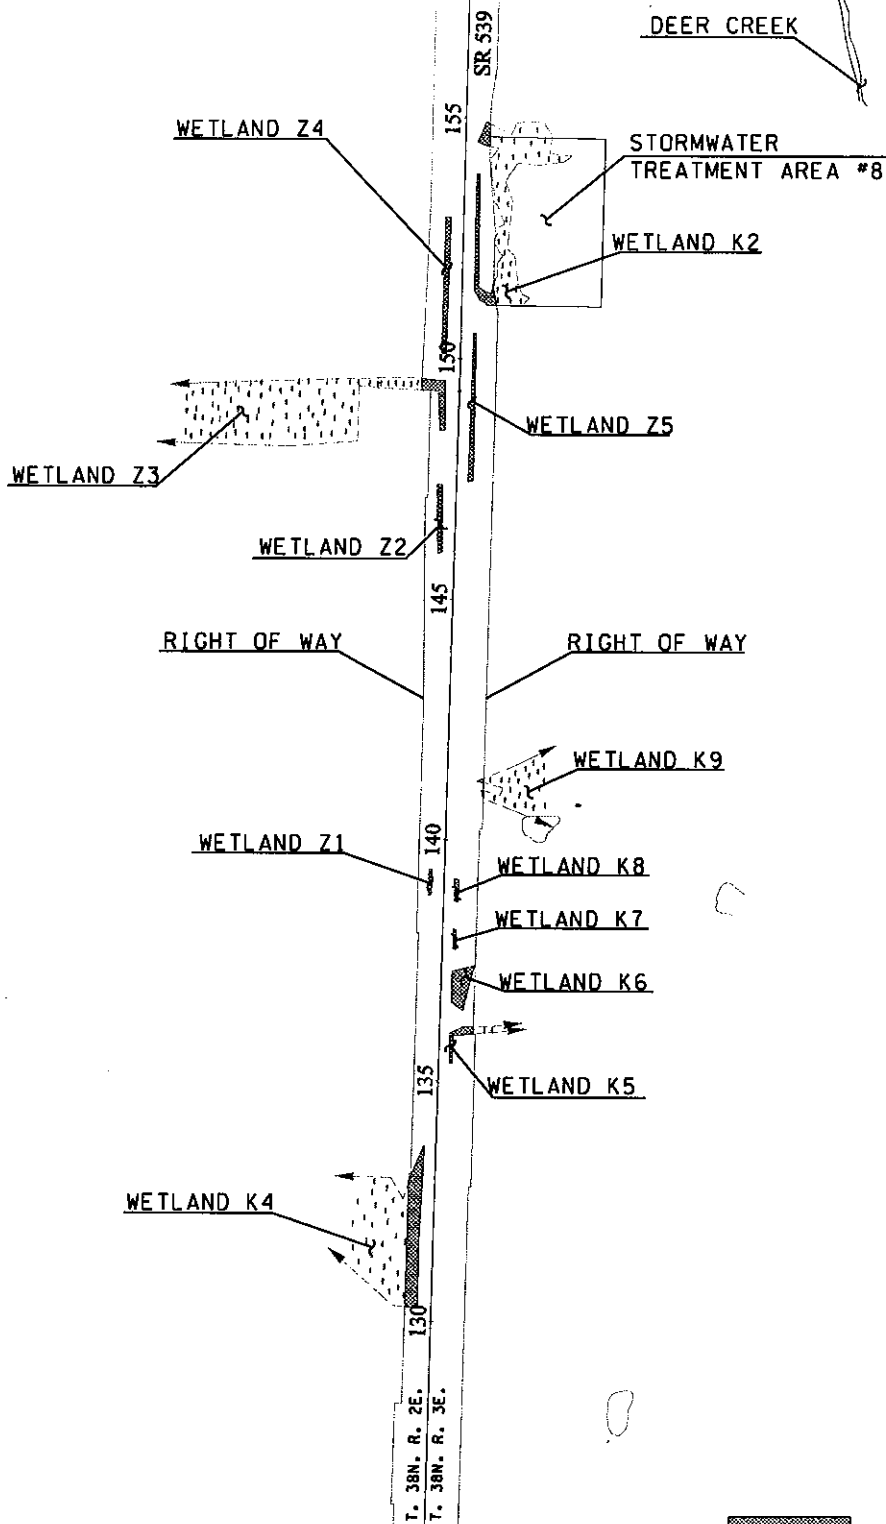 DEER CREEK
SR 539
155
WETLAND Z4
STORMWATER
TREATMENT AREA #8
WETLAND K2
150
WETLAND Z5
WETLAND Z3
WETLAND Z2
145
RIGHT OF WAY
RIGHT OF WAY
WETLAND K9
WETLAND Z1
140
WETLAND K8
WETLAND K7
WETLAND K6
135
WETLAND K5
WETLAND K4
130
T. 38N. R. 2E.
T. 38N. R. 3E.